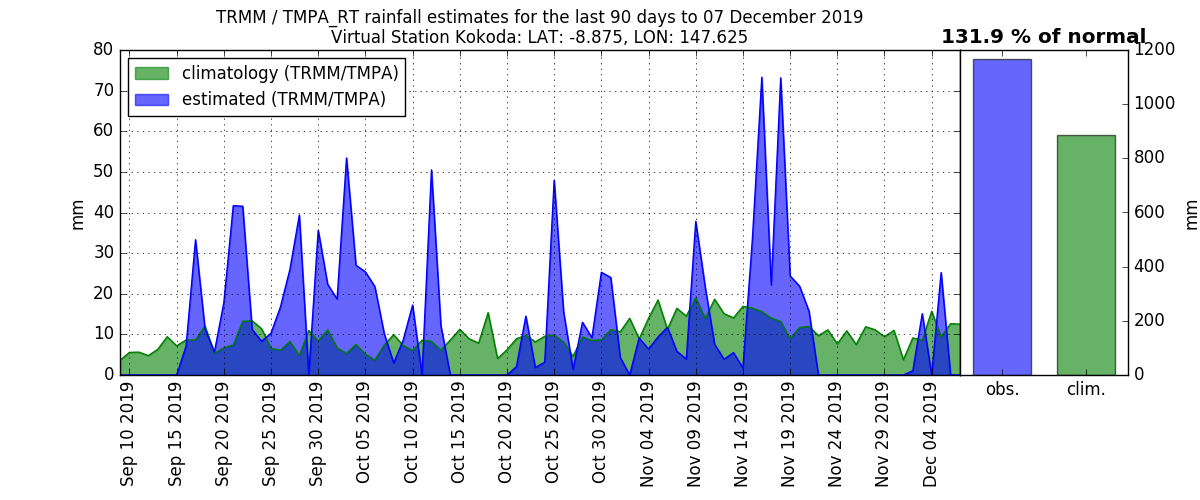 TRMM / TMPA_RT rainfall estimates for the last 90 days to 07 December 2019
Virtual Station Kokoda: LAT: -8.875, LON: 147.625
131.9 % of normal
climatology (TRMM/TMPA)
estimated (TRMM/TMPA)
mm
80
70
60
50
40
30
20
10
0
Sep 10 2019
Sep 15 2019
Sep 20 2019
Sep 25 2019
Sep 30 2019
Oct 05 2019
Oct 10 2019
Oct 15 2019
Oct 20 2019
Oct 25 2019
Oct 30 2019
Nov 04 2019
Nov 09 2019
Nov 14 2019
Nov 19 2019
Nov 24 2019
Nov 29 2019
Dec 04 2019
obs.
clim.
1200
1000
800
600
400
200
0
mm